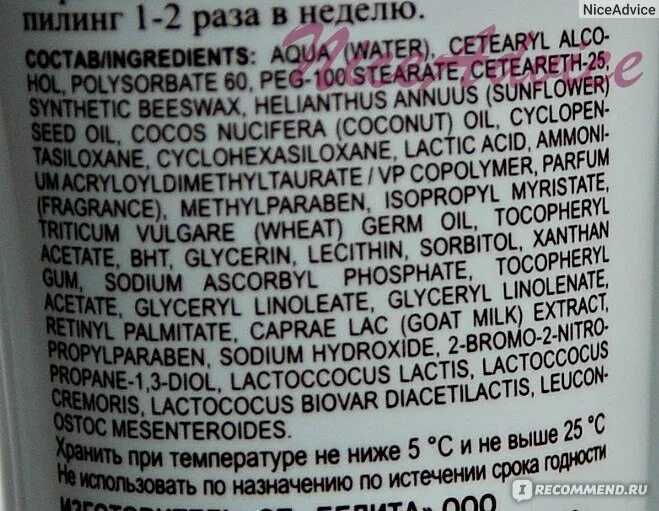 NiceAdvice
пилинг 1-2 раза в неделю.
NiceAdvice
СОСТАВ/INGREDIENTS: AQUA (WATER), CETEARYL ALCO-
HOL, POLYSORBATE 60, PEG-100 STEARATE, CETEARETH-25,
SYNTHETIC BEESWAX, HELIANTHUS ANNUUS (SUNFLOWER)
SEED OIL, COCOS NUCIFERA (COCONUT) OIL, CYCLOPEN-
TASILOXANE, CYCLOHEXASILOXANE, LACTIC ACID, AMMONI-
UM ACRYLOYLDIMETHYLTAURATE / VP COPOLYMER, PARFUM
(FRAGRANCE), METHYLPARABEN, ISOPROPYL MYRISTATE,
TRITICUM VULGARE (WHEAT) GERM OIL, TOCOPHERYL
ACETATE, BHT, GLYCERIN, LECITHIN, SORBITOL, XANTHAN
GUM, SODIUM ASCORBYL PHOSPHATE, TOCOPHERYL
ACETATE, GLYCERYL LINOLEATE, GLYCERYL LINOLENATE,
RETINYL PALMITATE, CAPRAE LAC (GOAT MILK) EXTRACT,
PROPYLPARABEN, SODIUM HYDROXIDE, 2-BROMO-2-NITRO-
PROPANE-1,3-DIOL, LACTOCOCCUS LACTIS, LACTOCOCCUS
CREMORIS, LACTOCOCUS BIOVAR DIACETILACTIS, LEUCON-
OSTOC MESENTEROIDES.
Хранить при температуре не ниже 5 °C и не выше 25 °C
Не использовать по назначению по истечении срока годности
"БЕЛИТА" ООО
I RECOMMEND.RU